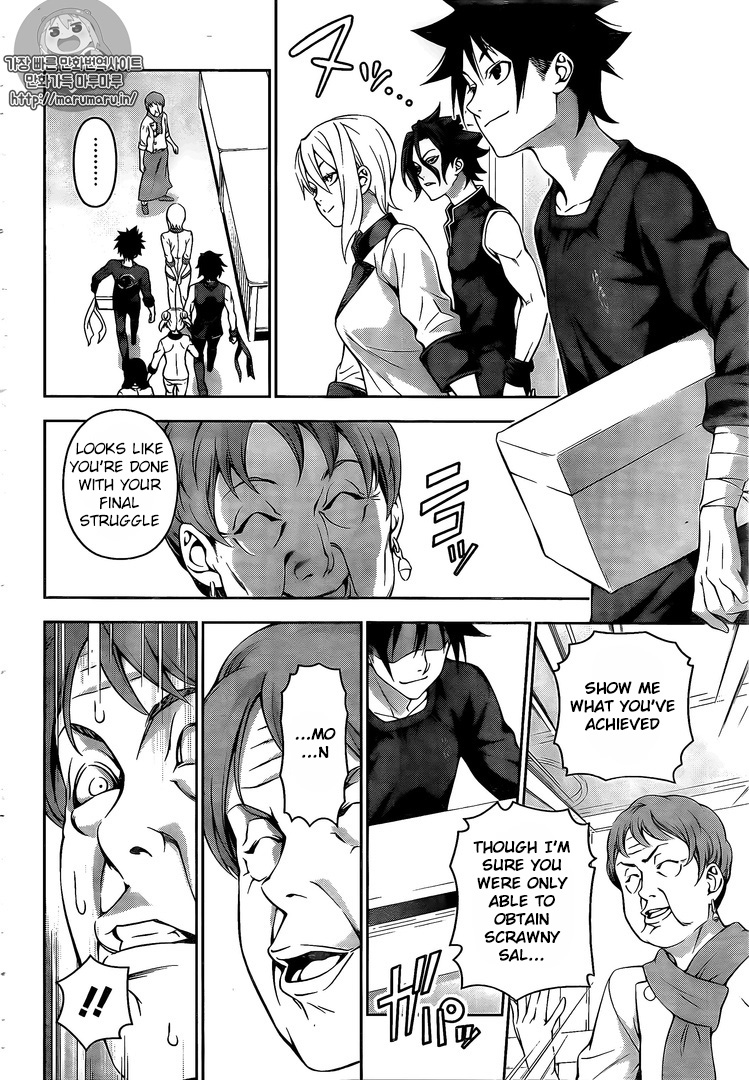 가장 빠른 만화번역사이트
만화가득 마루마루
http://marumaru.in/
ヌッ…
………
LOOKS LIKE
YOU'RE DONE
WITH YOUR
FINAL
STRUGGLE
ニコッ
SHOW ME
WHAT YOU'VE
ACHIEVED
THOUGH I'M
SURE YOU
WERE ONLY
ABLE TO
OBTAIN
SCRAWNY
SAL...
ガパッ
...MO
...N
!!